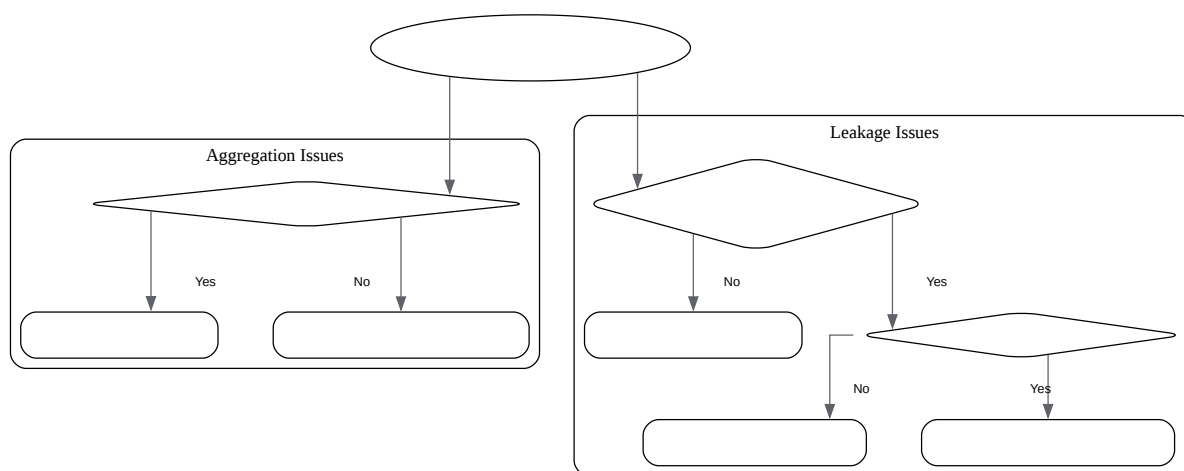 Leakage Issues
Aggregation Issues
Yes
No
No
Yes
No
Yes